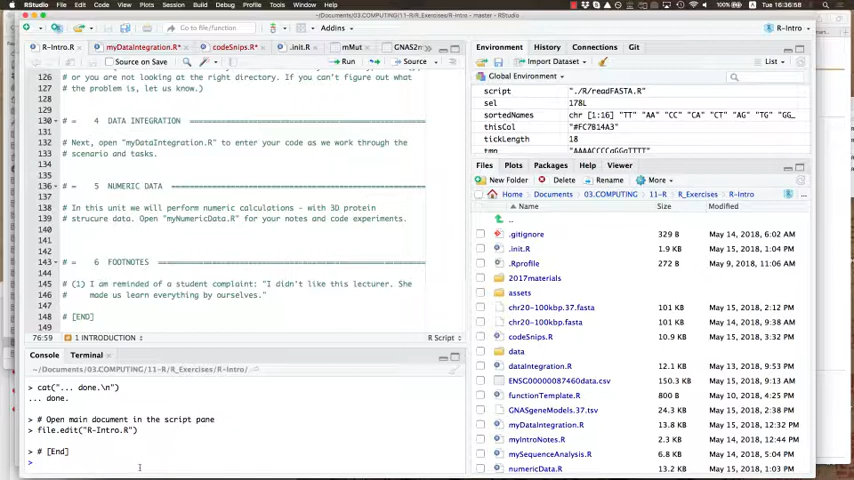 RStudio File Edit Code View Plots Session Build Debug Profile Tools Window Help 100% Tue 16:36:58
~/Documents/03.COMPUTING/11-R/R_Exercises/R-Intro - master - RStudio
Go to file/function Addins R-Intro
R-Intro.R myDataIntegration.R* codeSnips.R* .init.R mMut GNAS2n
Source on Save Run Source
126 # or you are not looking at the right directory. If you can't figure out what
127 # the problem is, let us know.)
128
129
130 # = 4 DATA INTEGRATION
131
132 # Next, open "myDataIntegration.R" to enter your code as we work through the
133 # scenario and tasks.
134
135
136 # = 5 NUMERIC DATA
137
138 # In this unit we will perform numeric calculations - with 3D protein
139 # strucure data. Open "myNumericData.R" for your notes and code experiments.
140
141
142
143 # = 6 FOOTNOTES
144
145 # (1) I am reminded of a student complaint: "I didn't like this lecturer. She
146 # made us learn everything by ourselves."
147
148 # [END]
149
76:59 1 INTRODUCTION R Script
Console Terminal
~/Documents/03.COMPUTING/11-R/R_Exercises/R-Intro/
> cat("... done.\n")
... done.
> # Open main document in the script pane
> file.edit("R-Intro.R")
> # [End]
>
Environment History Connections Git
Import Dataset List
Global Environment
script "./R/readFASTA.R"
sel 178L
sortedNames chr [1:16] "TT" "AA" "CC" "CA" "CT" "AG" "TG" "GG_
thisCol "#FC7B14A3"
tickLength 18
tmp "AAAACCCCaGGaTTTT"
Files Plots Packages Help Viewer
New Folder Delete Rename More
Home Documents 03.COMPUTING 11-R R_Exercises R-Intro ...
Name Size Modified
..
.gitignore 329 B May 14, 2018, 6:02 AM
.init.R 1.9 KB May 15, 2018, 1:04 PM
.Rprofile 272 B May 9, 2018, 11:06 AM
2017materials
assets
chr20-100kbp.37.fasta 101 KB May 15, 2018, 2:12 PM
chr20-100kbp.fasta 101 KB May 14, 2018, 9:38 AM
codeSnips.R 10.9 KB May 15, 2018, 3:32 PM
data
dataIntegration.R 12.1 KB May 13, 2018, 9:53 PM
ENSG00000087460data.csv 150.3 KB May 15, 2018, 9:13 AM
functionTemplate.R 800 B May 10, 2018, 4:25 PM
GNASgeneModels.37.tsv 24.3 KB May 15, 2018, 2:38 PM
myDataIntegration.R 13.8 KB May 15, 2018, 12:32 PM
myIntroNotes.R 2.3 KB May 14, 2018, 12:44 PM
mySequenceAnalysis.R 6.8 KB May 14, 2018, 5:04 PM
numericData.R 13.2 KB May 15, 2018, 1:03 PM